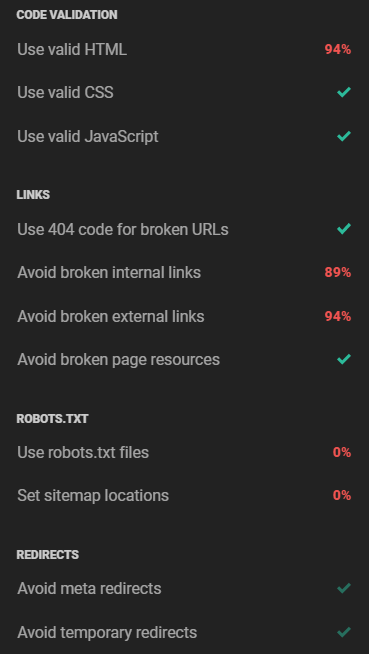 CODE VALIDATION
Use valid HTML 94%
Use valid CSS
Use valid JavaScript
LINKS
Use 404 code for broken URLs
Avoid broken internal links 89%
Avoid broken external links 94%
Avoid broken page resources
ROBOTS.TXT
Use robots.txt files 0%
Set sitemap locations 0%
REDIRECTS
Avoid meta redirects
Avoid temporary redirects